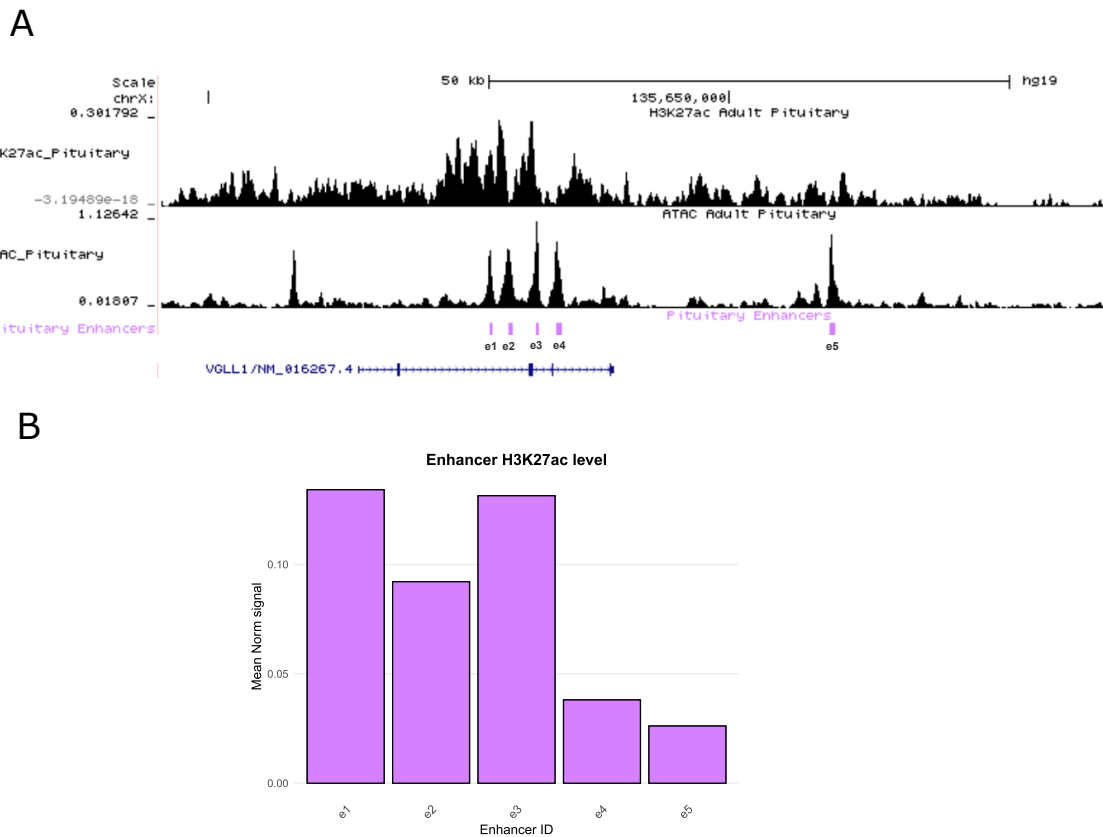 A
Scale
50 kb
hg19
chrX:
135,650,000
0.301792
H3K27ac Adult Pituitary
K27ac_Pituitary
-3.19489e-18
1.12642
ATAC Adult Pituitary
AC_Pituitary
0.01807
Pituitary Enhancers
ituitary Enhancers
e1 e2 e3 e4 e5
VGLL1/NM_016267.4
B
Enhancer H3K27ac level
Mean Norm signal
0.10
0.05
0.00
e1 e2 e3 e4 e5
Enhancer ID